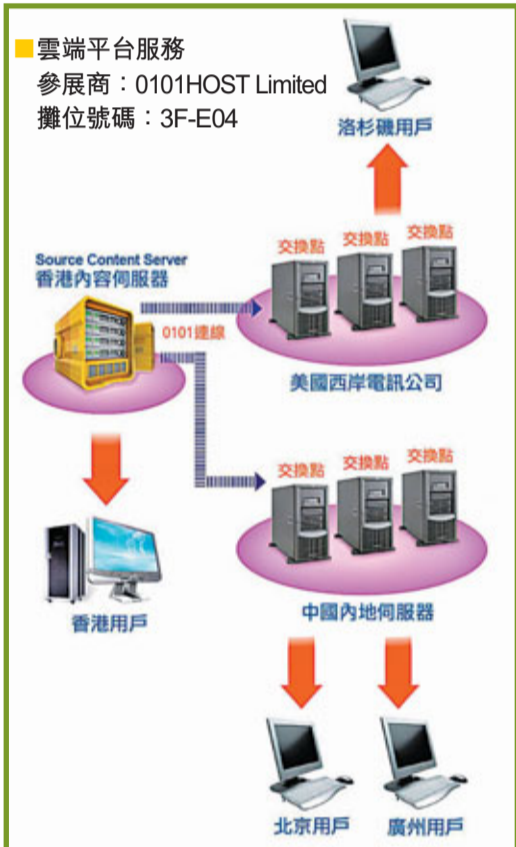 雲端平台服務
參展商：0101HOST Limited
攤位號碼：3F-E04
洛杉磯用戶
交換點 交換點 交換點
Source Content Server
香港內容伺服器
0101連線
美國西岸電訊公司
交換點 交換點 交換點
香港用戶
中國內地伺服器
北京用戶 廣州用戶